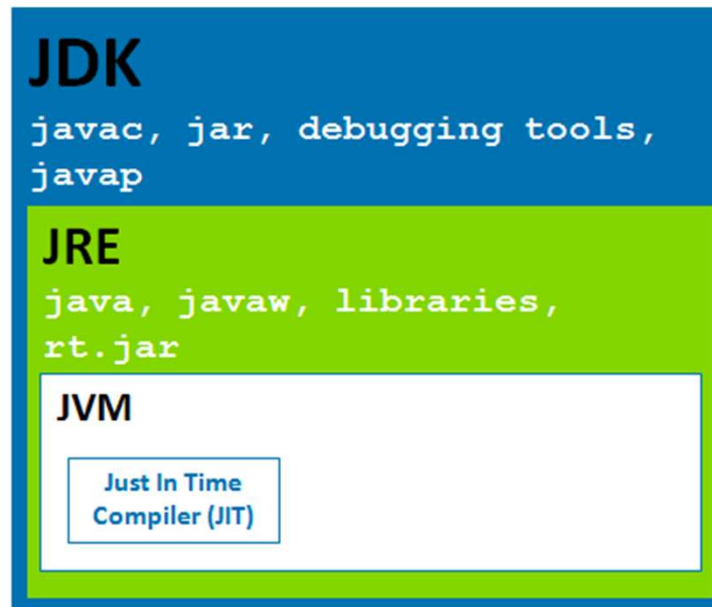 JDK
javac, jar, debugging tools,
javap
JRE
java, javaw, libraries,
rt.jar
JVM
Just In Time
Compiler (JIT)